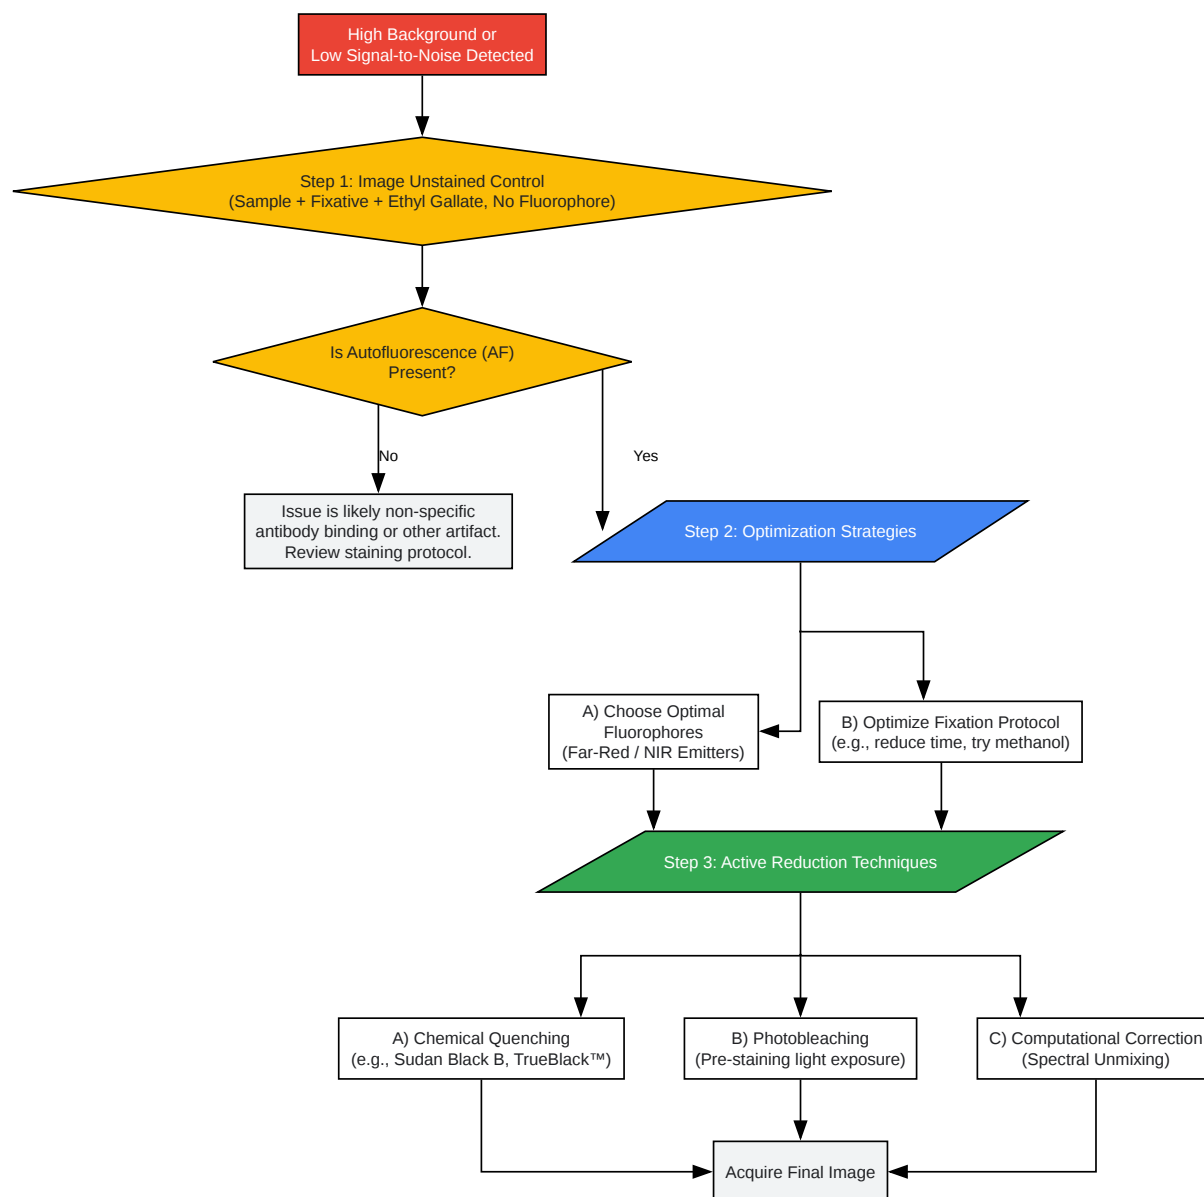 High Background or
Low Signal-to-Noise Detected
Step 1: Image Unstained Control
(Sample + Fixative + Ethyl Gallate, No Fluorophore)
Is Autofluorescence (AF)
Present?
No
Yes
Issue is likely non-specific
antibody binding or other artifact.
Review staining protocol.
Step 2: Optimization Strategies
A) Choose Optimal
Fluorophores
(Far-Red / NIR Emitters)
B) Optimize Fixation Protocol
(e.g., reduce time, try methanol)
Step 3: Active Reduction Techniques
A) Chemical Quenching
(e.g., Sudan Black B, TrueBlack™)
B) Photobleaching
(Pre-staining light exposure)
C) Computational Correction
(Spectral Unmixing)
Acquire Final Image